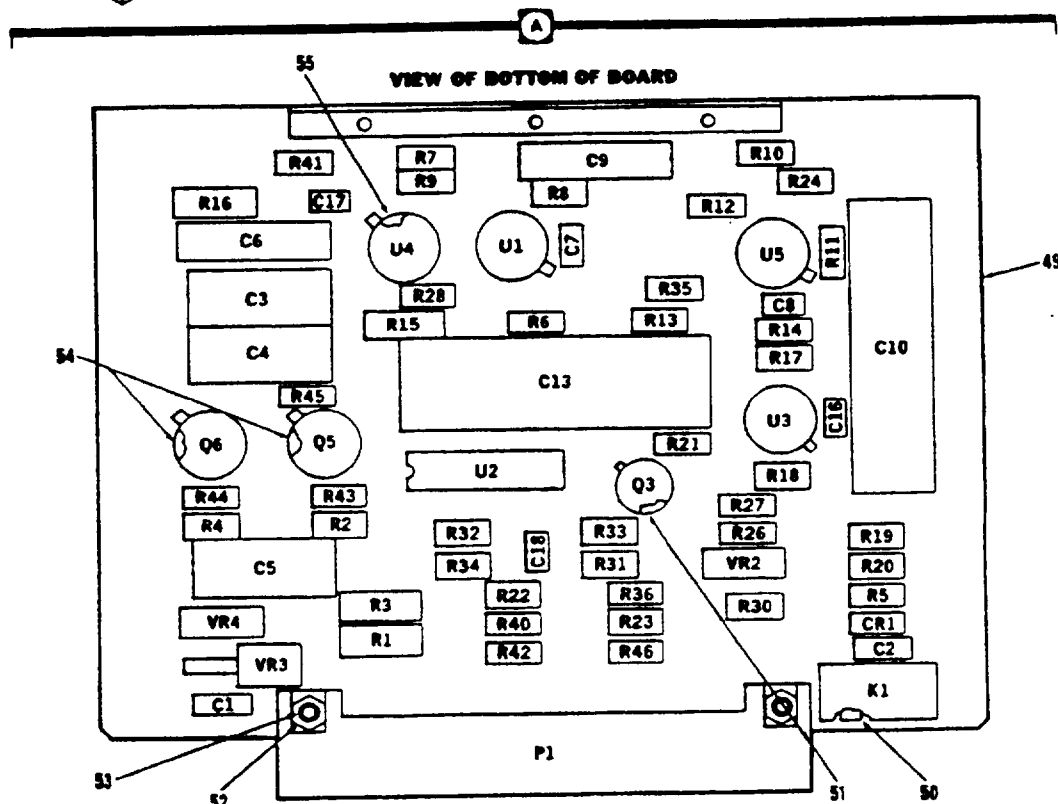 A
55
VIEW OF BOTTOM OF BOARD
R41
R7
C9
R10
R9
R24
R16
C17
R8
R12
C6
U4
U1
C7
U5
R11
49
C3
R28
R35
C8
R15
R6
R13
R14
C4
C13
R17
C10
54
R45
Q6
Q5
U3
C16
R21
U2
Q3
R18
R44
R43
R27
R4
R2
R32
R33
R26
R19
C5
R34
C18
R31
VR2
R20
R3
R22
R36
R30
R5
VR4
R40
R23
CR1
R1
R42
R46
C2
VR3
K1
C1
P1
53
52
51
50